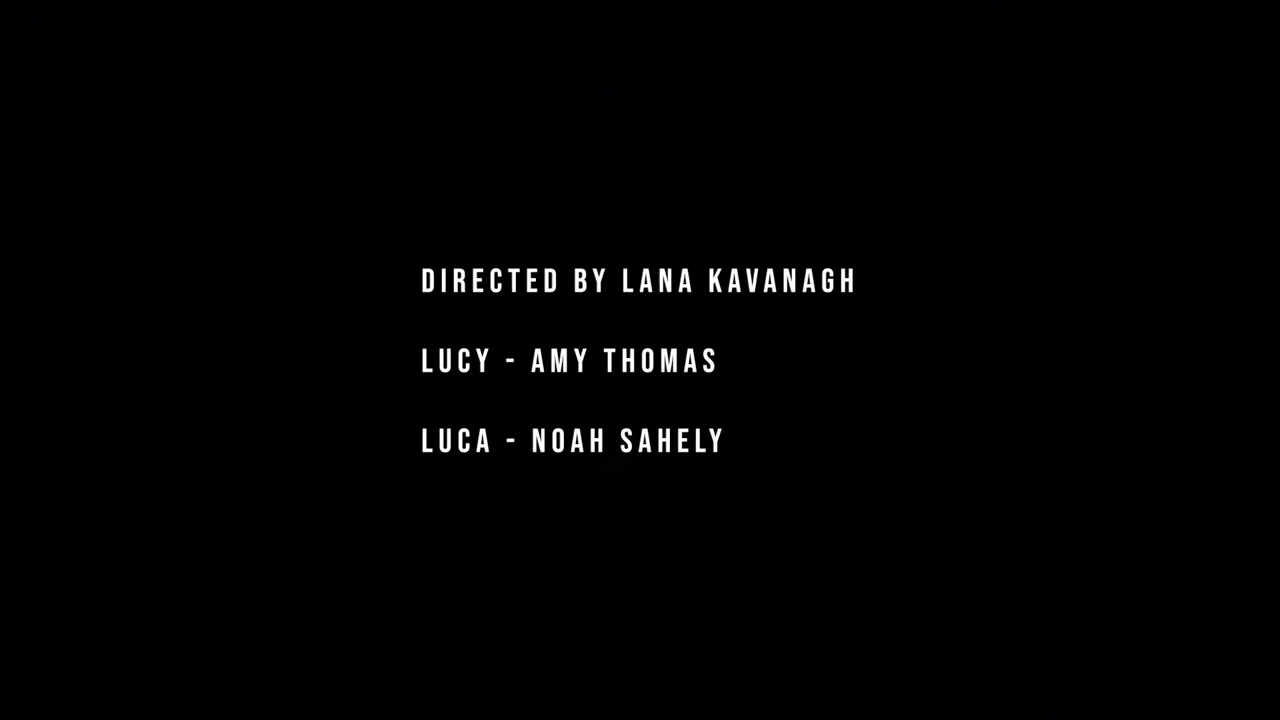 DIRECTED BY LANA KAVANAGH
LUCY - AMY THOMAS
LUCA - NOAH SAHELY